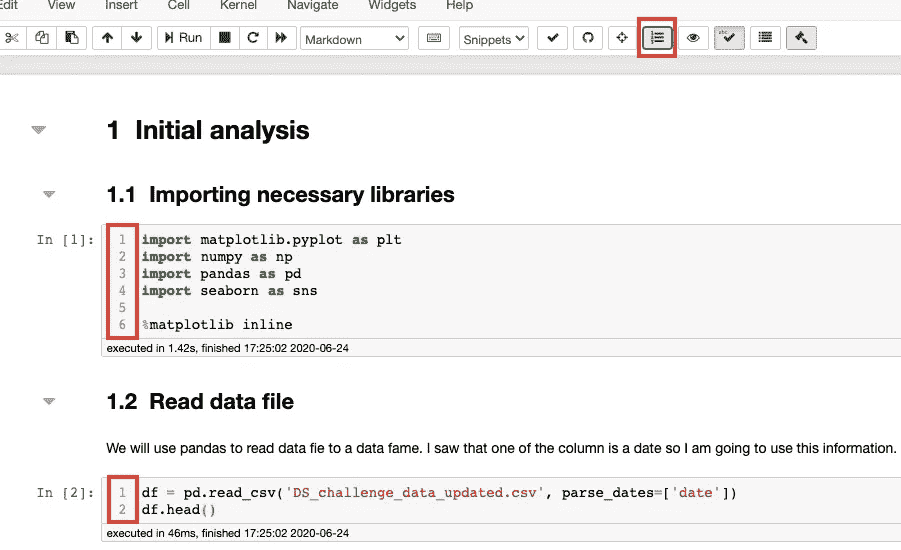 Edit View Insert Cell Kernel Navigate Widgets Help
Run Markdown Snippets abc
1 Initial analysis
1.1 Importing necessary libraries
In [1]: 1 import matplotlib.pyplot as plt
2 import numpy as np
3 import pandas as pd
4 import seaborn as sns
5
6 %matplotlib inline
executed in 1.42s, finished 17:25:02 2020-06-24
1.2 Read data file
We will use pandas to read data fie to a data fame. I saw that one of the column is a date so I am going to use this information.
In [2]: 1 df = pd.read_csv('DS_challenge_data_updated.csv', parse_dates=['date'])
2 df.head()
executed in 46ms, finished 17:25:02 2020-06-24